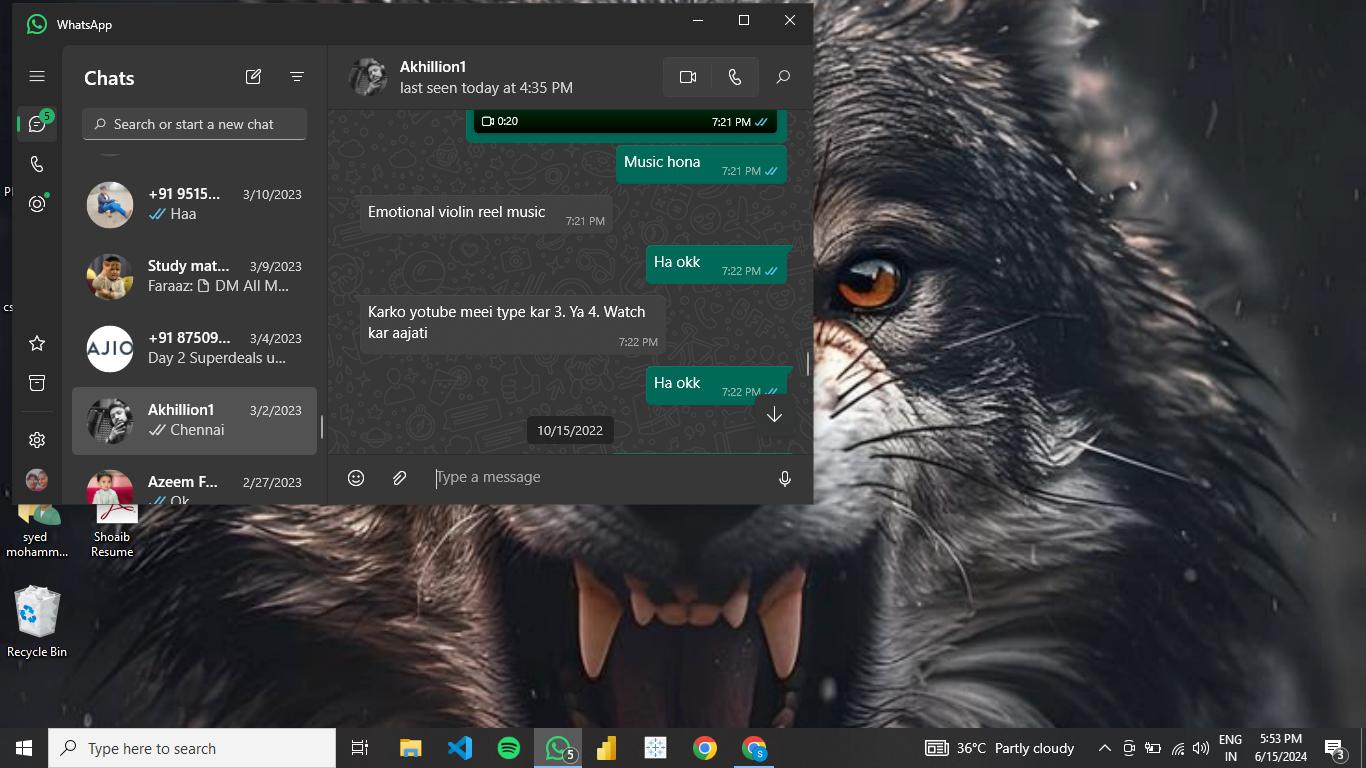 WhatsApp
Chats
Akhillion1
last seen today at 4:35 PM
5
Search or start a new chat
+91 9515... 3/10/2023
Haa
Study mat... 3/9/2023
Faraaz: DM All M...
+91 87509... 3/4/2023
AJIO
Day 2 Superdeals u...
Akhillion1 3/2/2023
Chennai
Azeem F... 2/27/2023
Ok
0:20 7:21 PM
Music hona 7:21 PM
Emotional violin reel music 7:21 PM
Ha okk 7:22 PM
Karko yotube meei type kar 3. Ya 4. Watch
kar aajati 7:22 PM
Ha okk 7:22 PM
10/15/2022
Type a message
syed
mohamm...
Shoaib
Resume
Recycle Bin
Type here to search
5
S
36°C Partly cloudy
ENG
IN
5:53 PM
6/15/2024
3